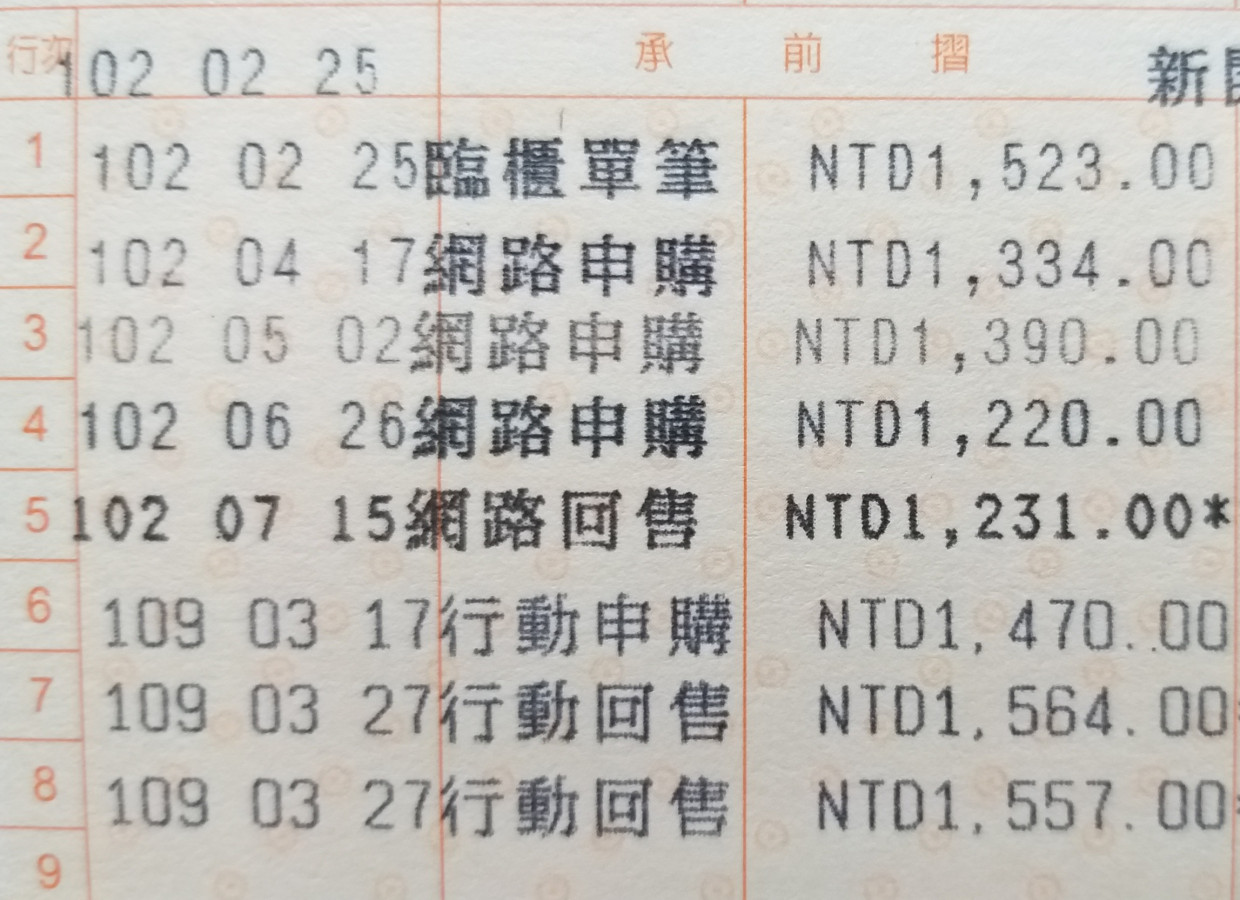 行次 102 02 25 承前摺 新開
1 102 02 25臨櫃單筆 NTD1,523.00
2 102 04 17網路申購 NTD1,334.00
3 102 05 02網路申購 NTD1,390.00
4 102 06 26網路申購 NTD1,220.00
5 102 07 15網路回售 NTD1,231.00*
6 109 03 17行動申購 NTD1,470.00
7 109 03 27行動回售 NTD1,564.00*
8 109 03 27行動回售 NTD1,557.00*
9